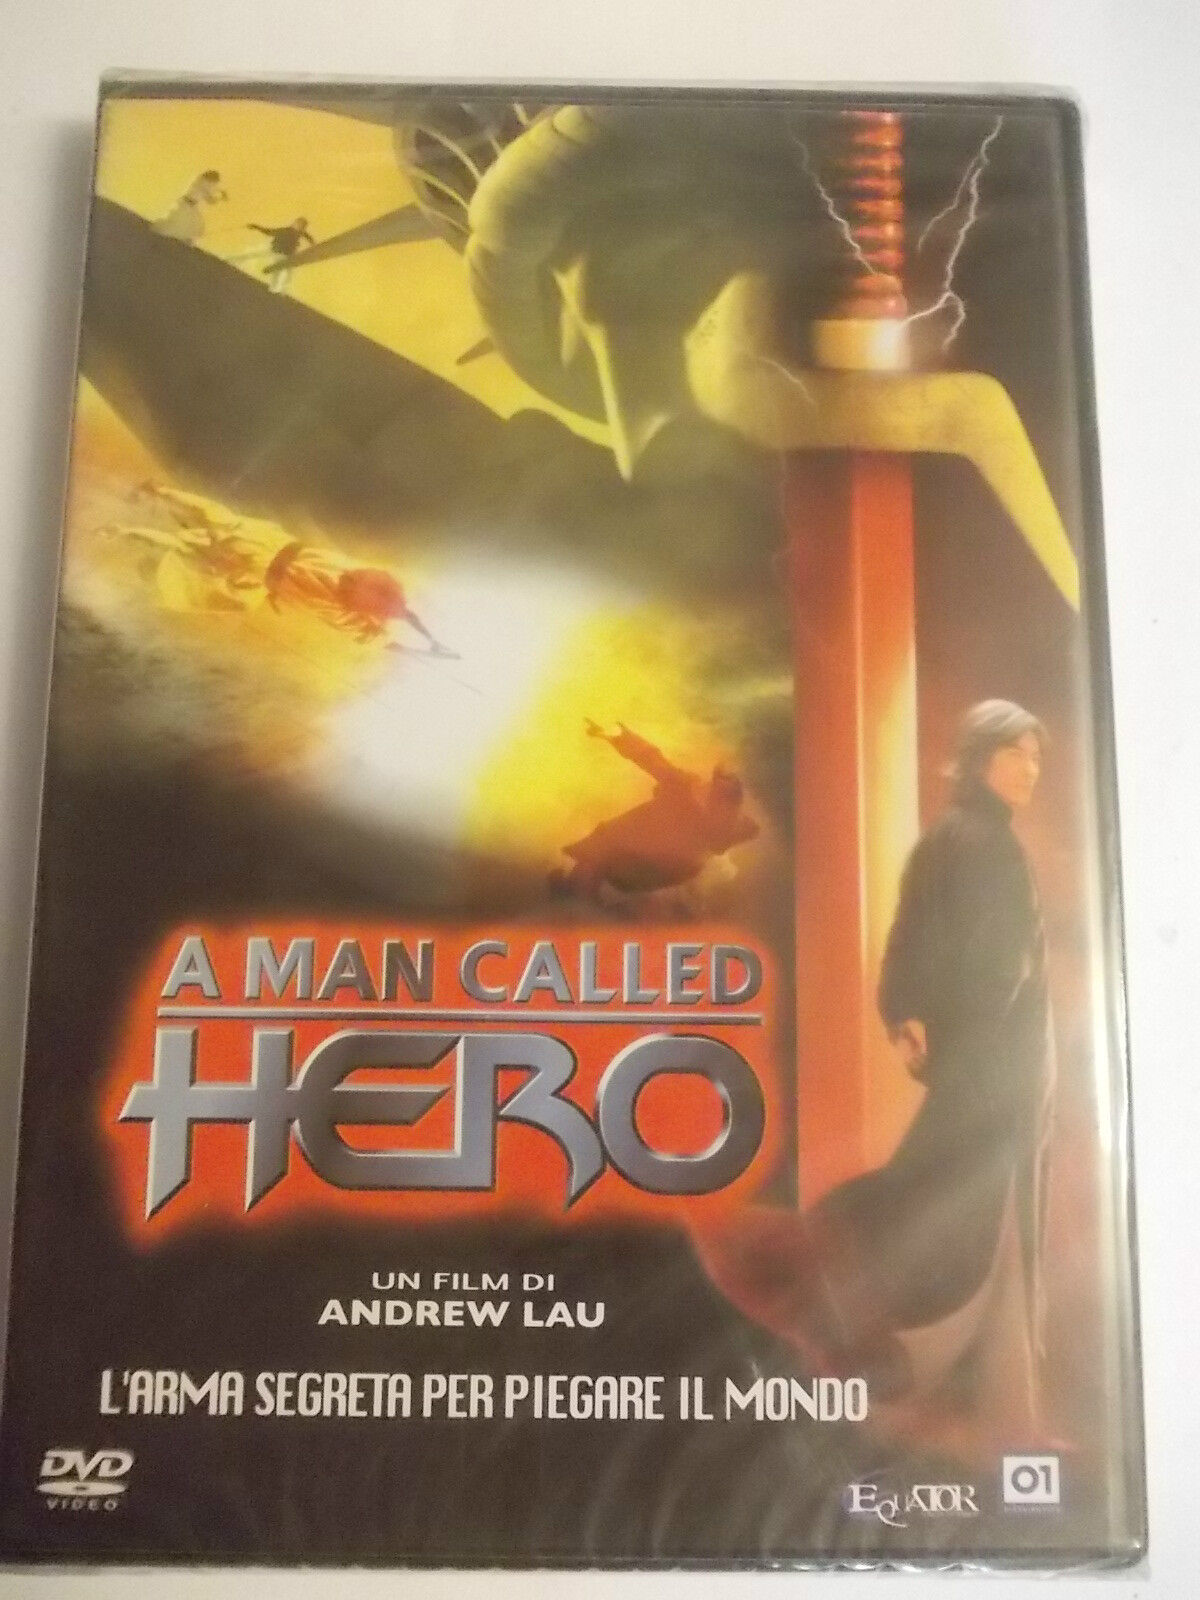 A MAN CALLED
HERO
UN FILM DI
ANDREW LAU
L'ARMA SEGRETA PER PIEGARE IL MONDO
DVD
VIDEO
EQUATOR
01